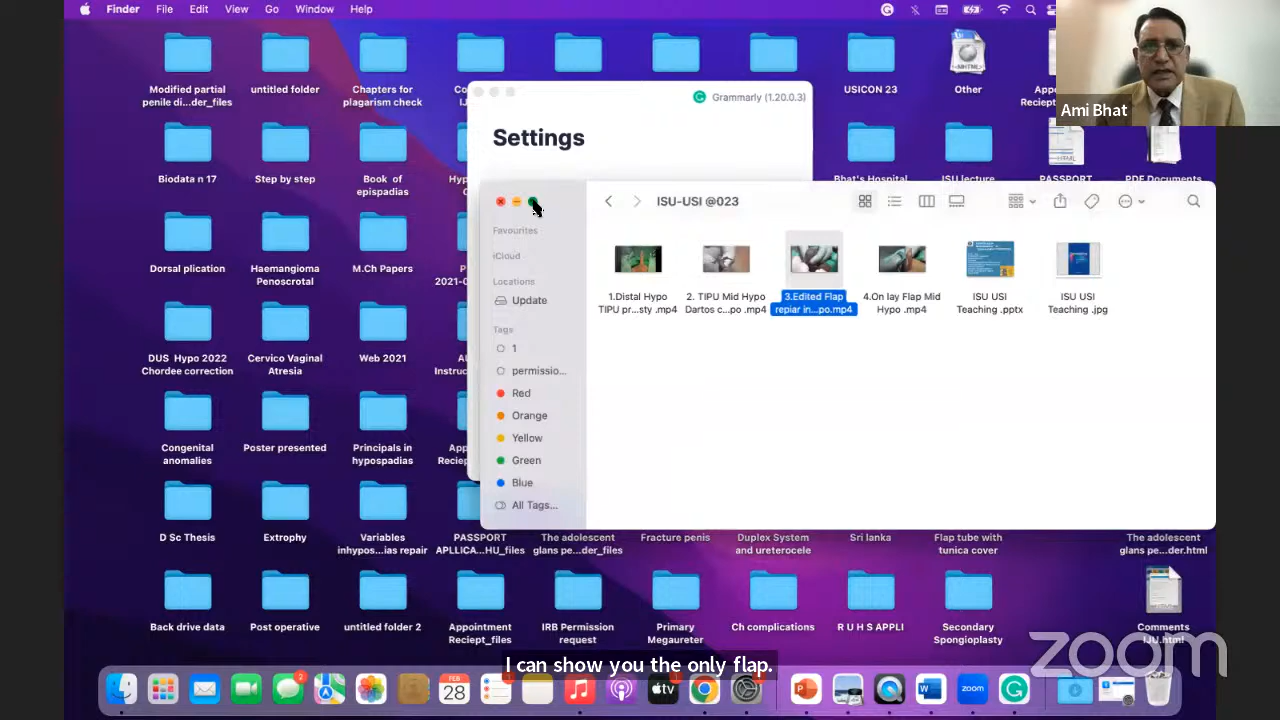 Finder File Edit View Go Window Help
Ami Bhat
Modified partial
penile di...der_files
untitled folder
Chapters for
plagarism check
USICON 23
Other
Grammarly (1.20.0.3)
Settings
Biodata n 17
Step by step
Book of
epispadias
Bhat's Hospital
ISU lecture
PASSPORT
PDF Documents
ISU-USI @023
Favourites
iCloud
Locations
Update
Tags
1
permissio...
Red
Orange
Yellow
Green
Blue
All Tags...
1.Distal Hypo
TIPU pr...sty .mp4
2. TIPU Mid Hypo
Dartos c...po .mp4
3.Edited Flap
repiar in...po.mp4
4.On lay Flap Mid
Hypo .mp4
ISU USI
Teaching .pptx
ISU USI
Teaching .jpg
Dorsal plication
Haemangioma
Penoscrotal
M.Ch Papers
DUS Hypo 2022
Chordee correction
Cervico Vaginal
Atresia
Web 2021
Congenital
anomalies
Poster presented
Principals in
hypospadias
D Sc Thesis
Extrophy
Variables
inhypos...ias repair
PASSPORT
APLLICA...HU_files
The adolescent
glans pe...der_files
Fracture penis
Duplex System
and ureterocele
Sri lanka
Flap tube with
tunica cover
The adolescent
glans pe...der.html
Back drive data
Post operative
untitled folder 2
Appointment
Reciept_files
IRB Permission
request
Primary
Megaureter
Ch complications
R U H S APPLI
Secondary
Spongioplasty
Comments
IJU.html
I can show you the only flap.
zoom
FEB
28
2
tv
zoom